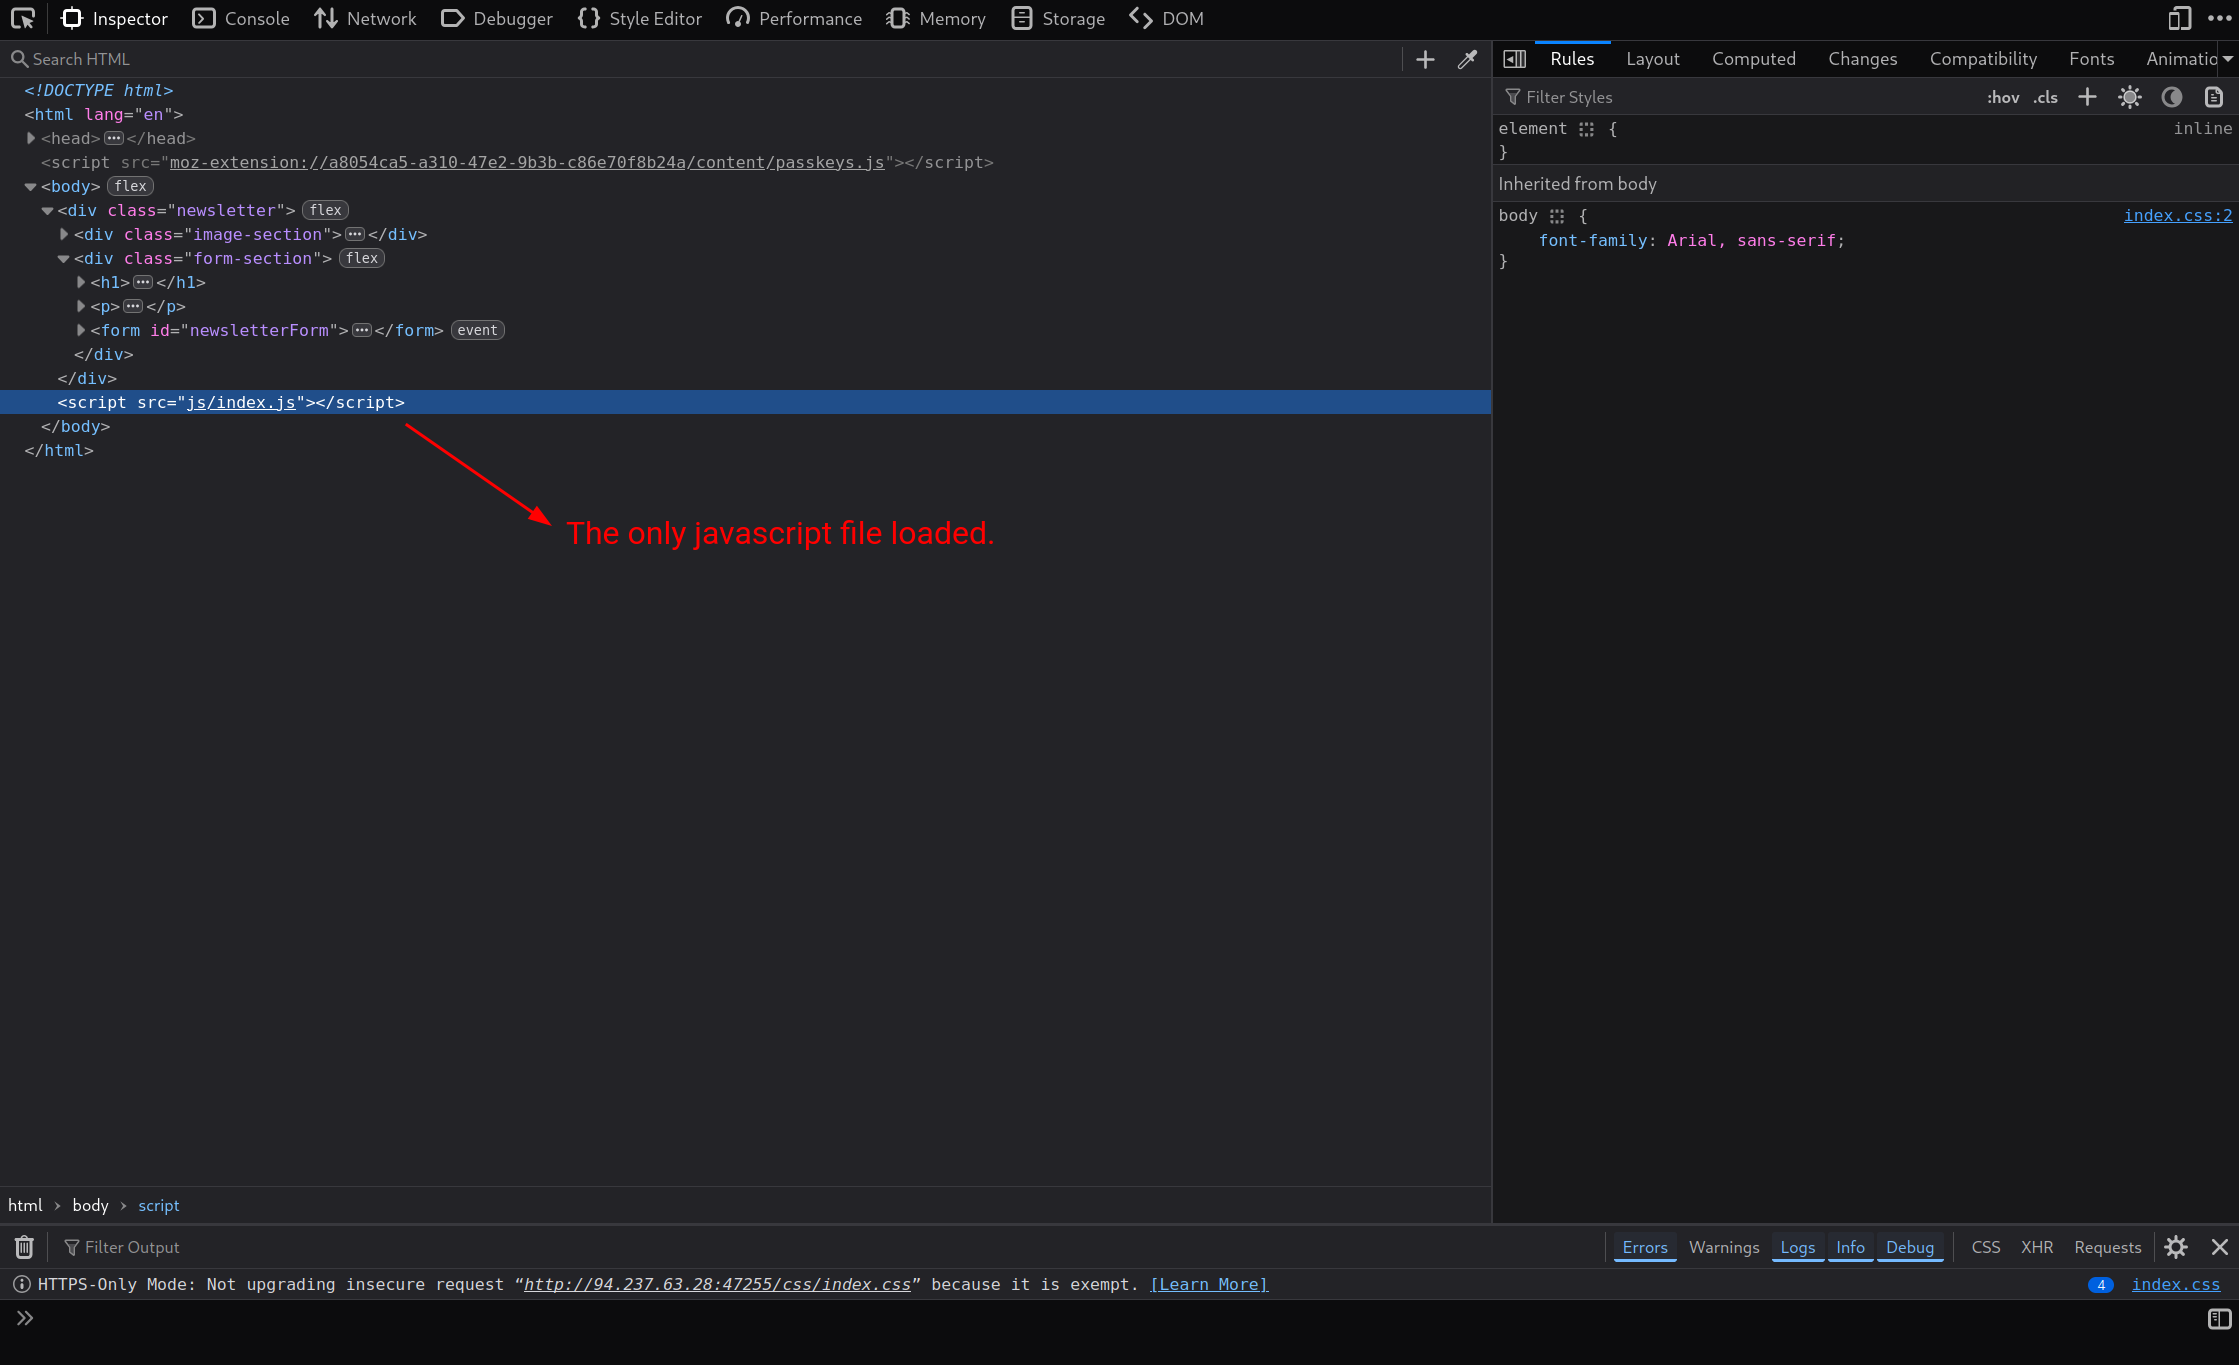 Inspector Console Network Debugger Style Editor Performance Memory Storage DOM
Search HTML
<!DOCTYPE html>
<html lang="en">
<head>
</head>
<script src="moz-extension://a8054ca5-a310-47e2-9b3b-c86e70f8b24a/content/passkeys.js"></script>
<body> flex
<div class="newsletter"> flex
<div class="image-section"> ••• </div>
<div class="form-section"> flex
<h1> ••• </h1>
<p> ••• </p>
<form id="newsletterForm"> ••• </form> event
</div>
</div>
<script src="js/index.js"></script>
</body>
</html>
The only javascript file loaded.
html › body › script
Rules Layout Computed Changes Compatibility Fonts Animatio
Filter Styles :hov .cls
element { inline
}
Inherited from body
body { index.css:2
font-family: Arial, sans-serif;
}
Filter Output Errors Warnings Logs Info Debug CSS XHR Requests
HTTPS-Only Mode: Not upgrading insecure request “http://94.237.63.28:47255/css/index.css” because it is exempt. [Learn More] 4 index.css